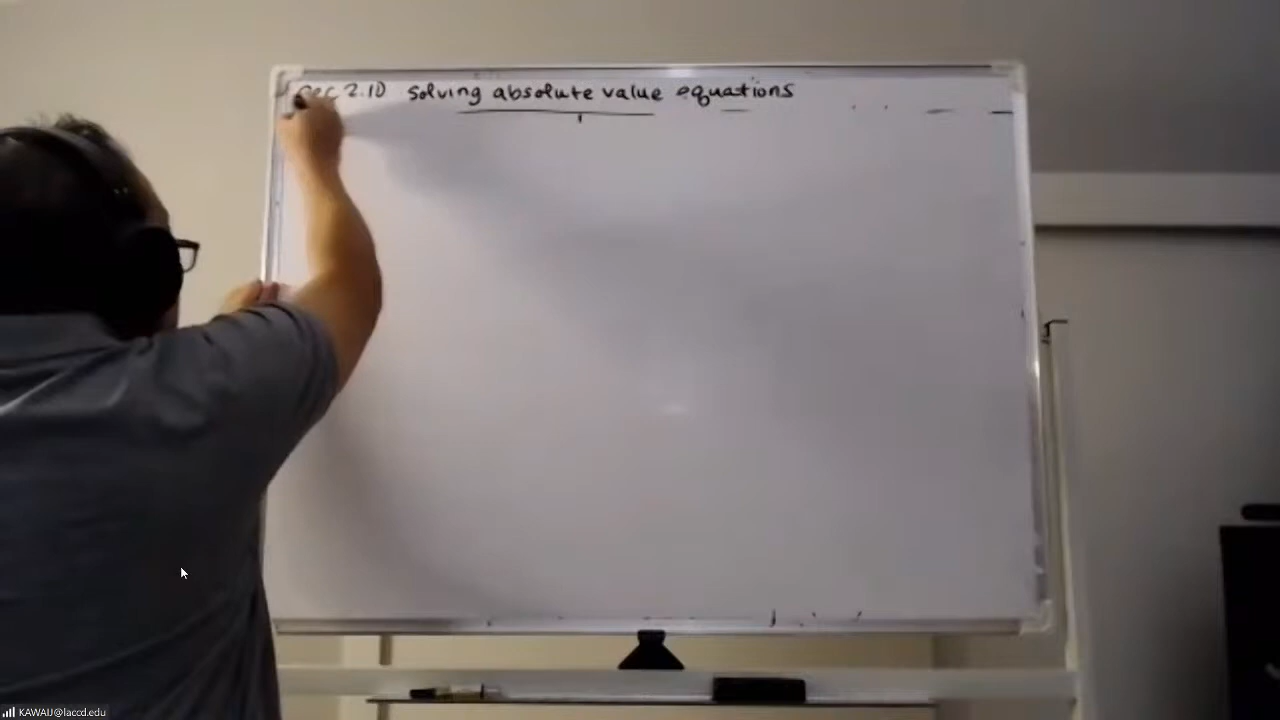 Sec 2.10 Solving absolute value equations
KAWAIJ@laccd.edu